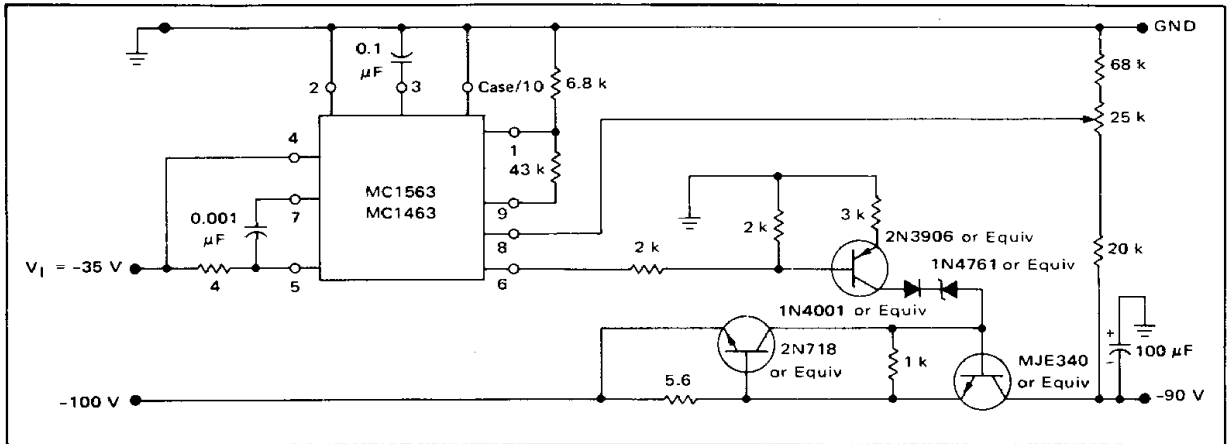 GND
0.1
µF
68 k
2
3
Case/10
6.8 k
4
25 k
1
43 k
MC1563
MC1463
7
9
0.001
µF
8
2 k
3 k
2N3906 or Equiv
20 k
2 k
1N4761 or Equiv
V_I = –35 V
4
5
6
1N4001 or Equiv
+
100 µF
–
2N718
or Equiv
1 k
MJE340
or Equiv
5.6
–100 V
–90 V